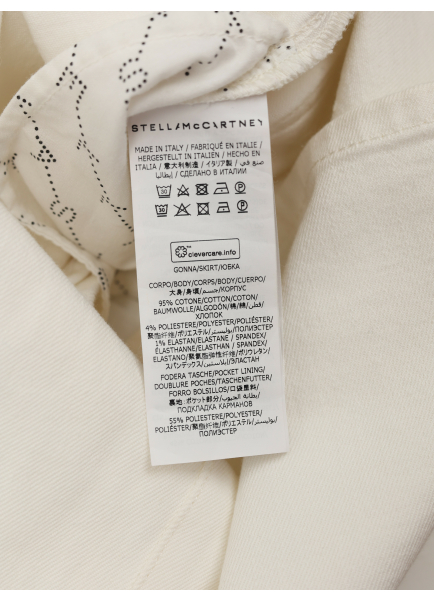 STELLAMcCARTNEY
MADE IN ITALY / FABRIQUÉ EN ITALIE /
HERGESTELLT IN ITALIEN / HECHO EN
ITALIA / 意大利制造 / イタリア製 / صنع في
إيطاليا / СДЕЛАНО В ИТАЛИИ
30 P
30 P
clevercare.info
GONNA/SKIRT/ЮБКА
CORPO/BODY/CORPS/BODY/CUERPO/
大身/身頃/جسم/КОРПУС
95% COTONE/COTTON/COTON/
BAUMWOLLE/ALGODÓN/棉/綿/قطن/
ХЛОПОК
4% POLIESTERE/POLYESTER/POLIÉSTER/
聚酯纤维/ポリエステル/بوليستر/ПОЛИЭСТЕР
1% ELASTAN/ELASTANE / SPANDEX/
ÉLASTHANNE/ELASTHAN / SPANDEX/
ELASTANO/聚氨酯弹性纤维/ポリウレタン/
スパンデックス/ايلاستين/ЭЛАСТАН
FODERA TASCHE/POCKET LINING/
DOUBLURE POCHES/TASCHENFUTTER/
FORRO BOLSILLOS/口袋里料/
裏地:ポケット部分/بطانة الجيوب/
ПОДКЛАДКА КАРМАНОВ
55% POLIESTERE/POLYESTER/
POLIÉSTER/聚酯纤维/ポリエステル/بوليستر/
ПОЛИЭСТЕР